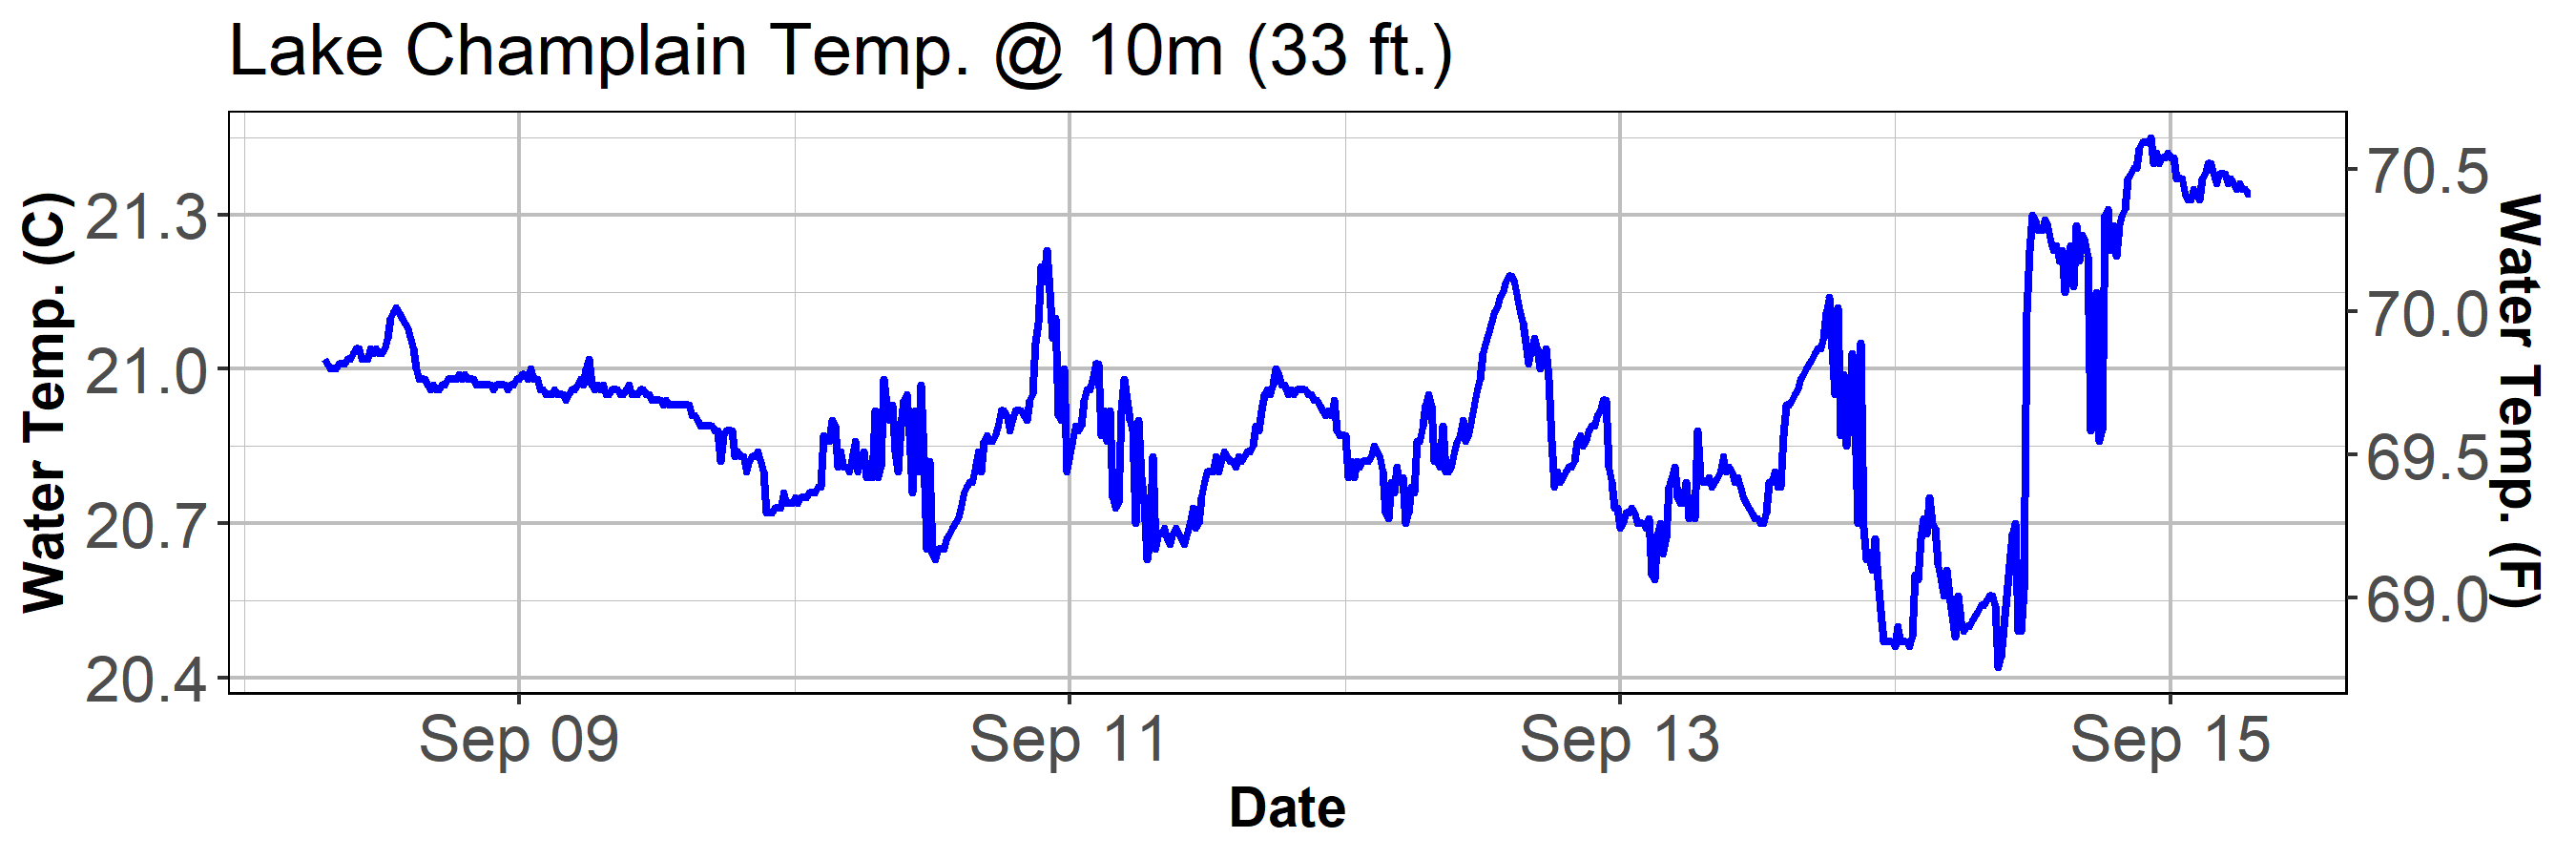 Lake Champlain Temp. @ 10m (33 ft.)
Water Temp. (C)
21.3
21.0
20.7
20.4
70.5
70.0
69.5
69.0
Water Temp. (F)
Sep 09
Sep 11
Sep 13
Sep 15
Date